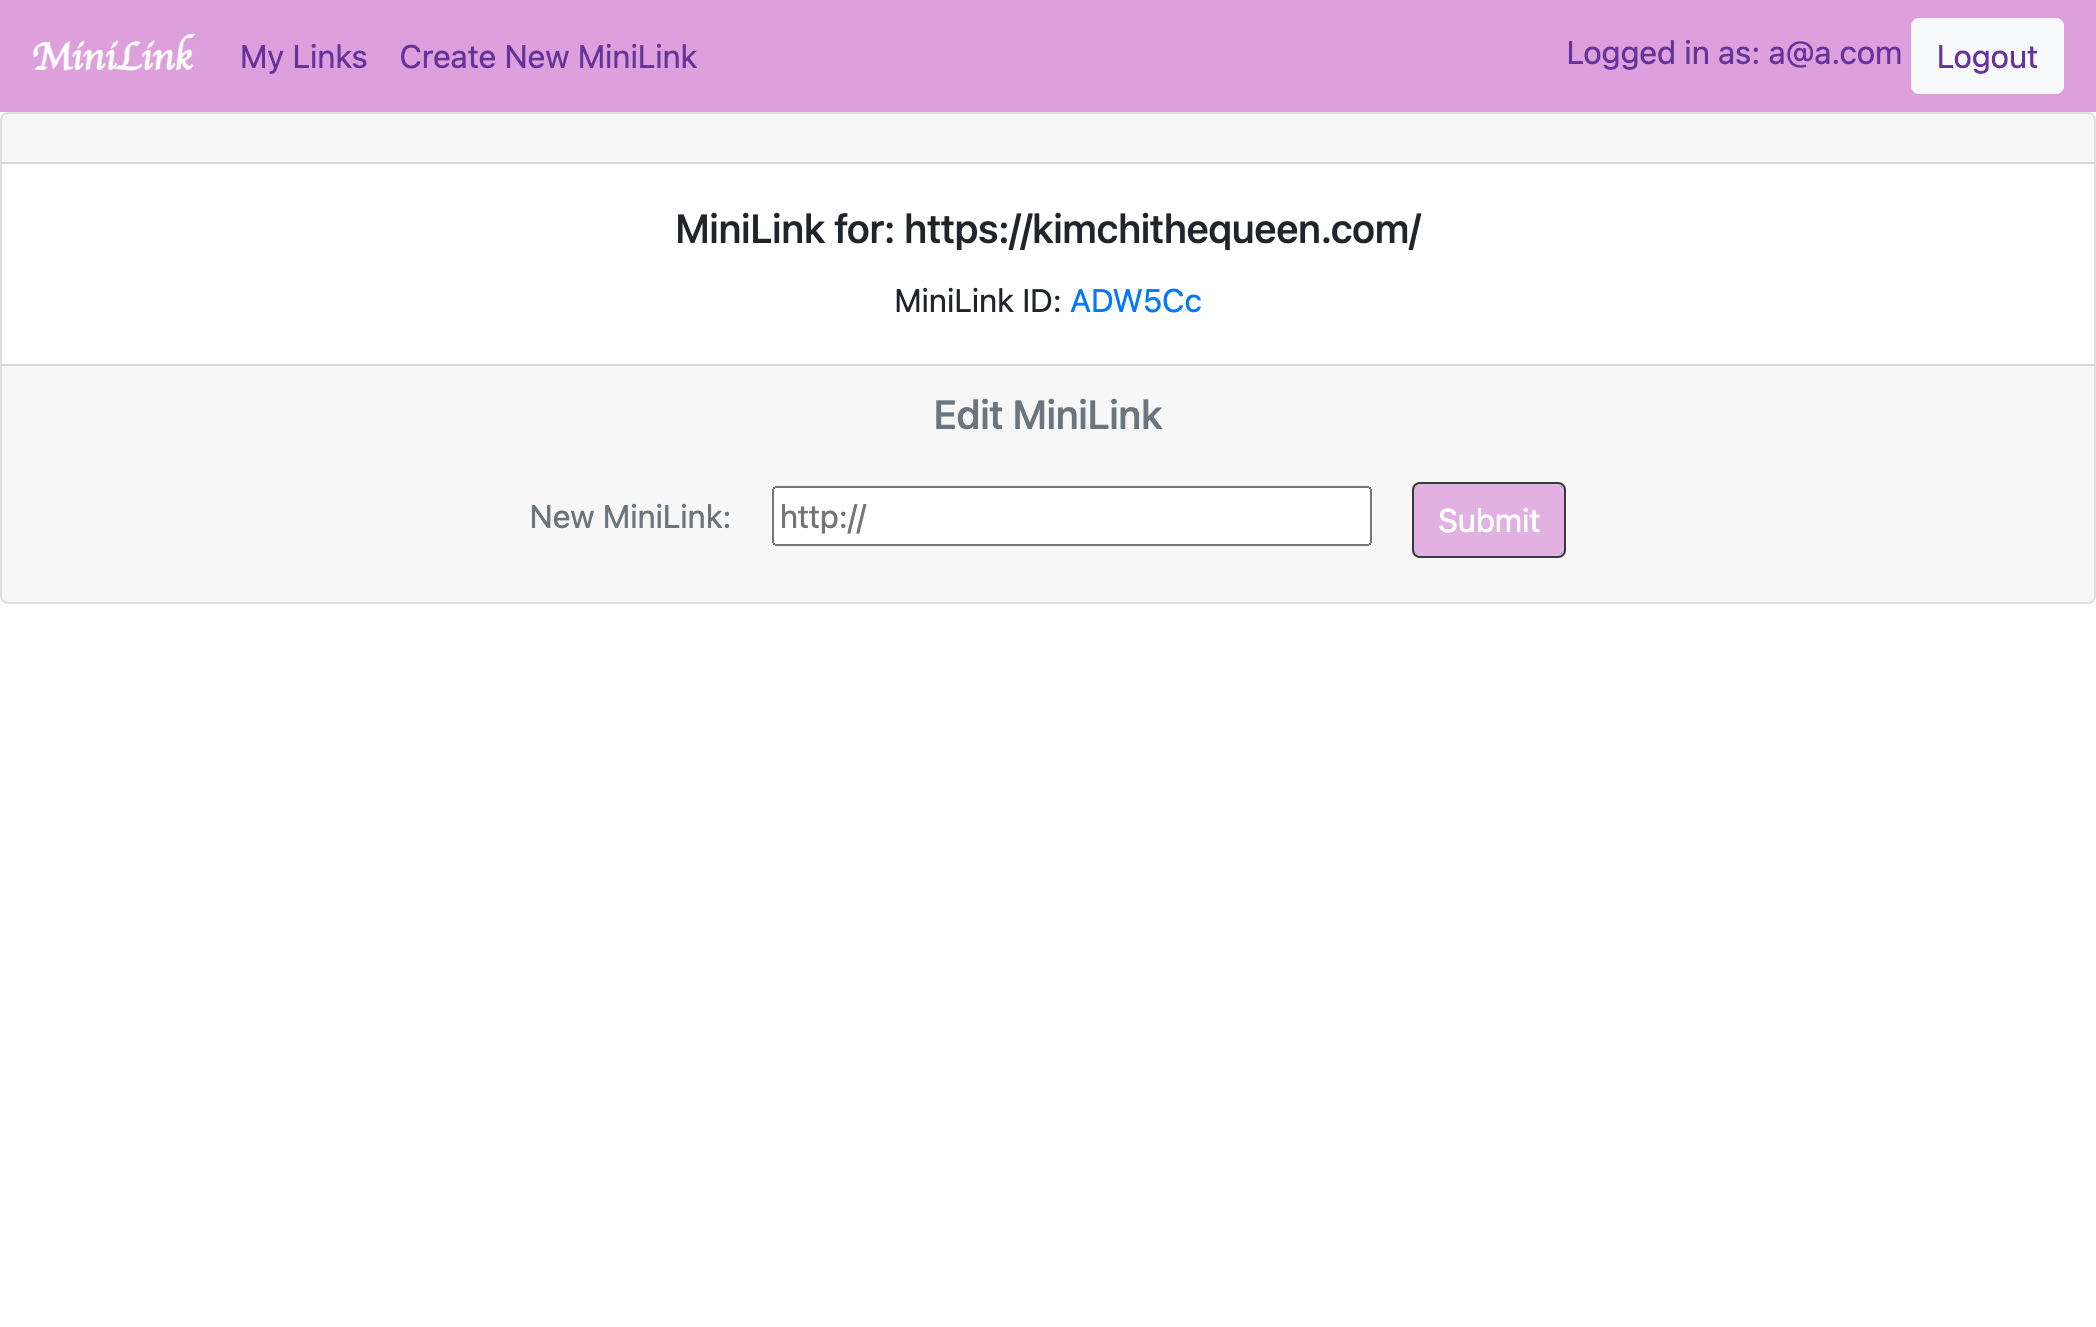 MiniLink My Links Create New MiniLink Logged in as: a@a.com Logout
MiniLink for: https://kimchithequeen.com/
MiniLink ID: ADW5Cc
Edit MiniLink
New MiniLink: http:// Submit